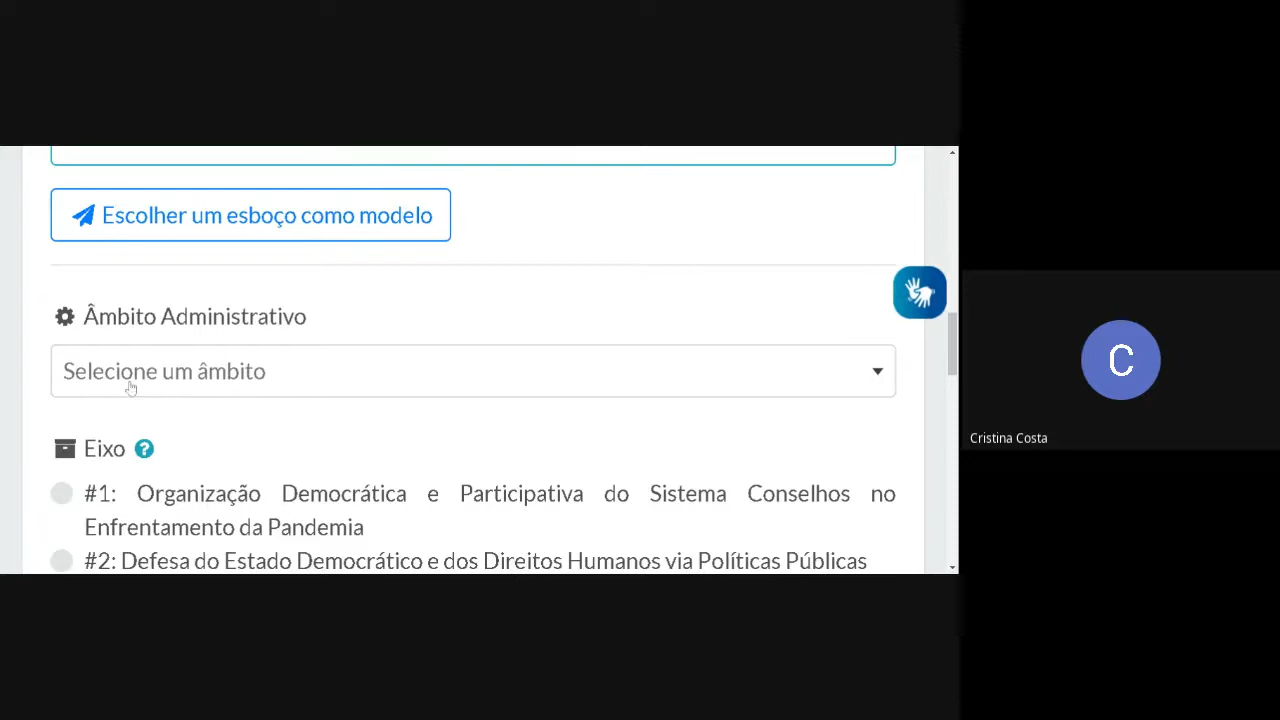 Escolher um esboço como modelo
Âmbito Administrativo
Selecione um âmbito
Eixo ?
#1: Organização Democrática e Participativa do Sistema Conselhos no
Enfrentamento da Pandemia
#2: Defesa do Estado Democrático e dos Direitos Humanos via Políticas Públicas
C
Cristina Costa